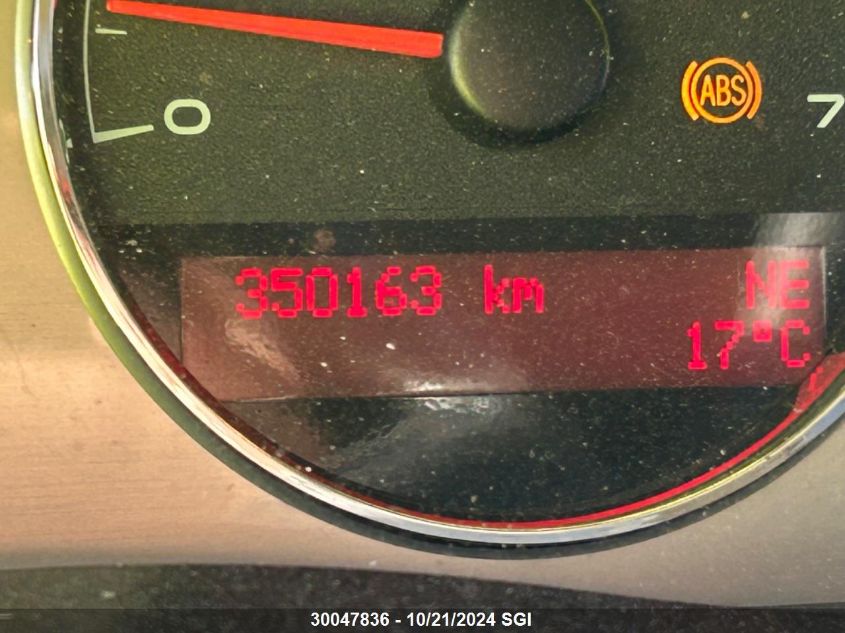 0
ABS
7
350163 km NE
17°C
30047836 - 10/21/2024 SGI